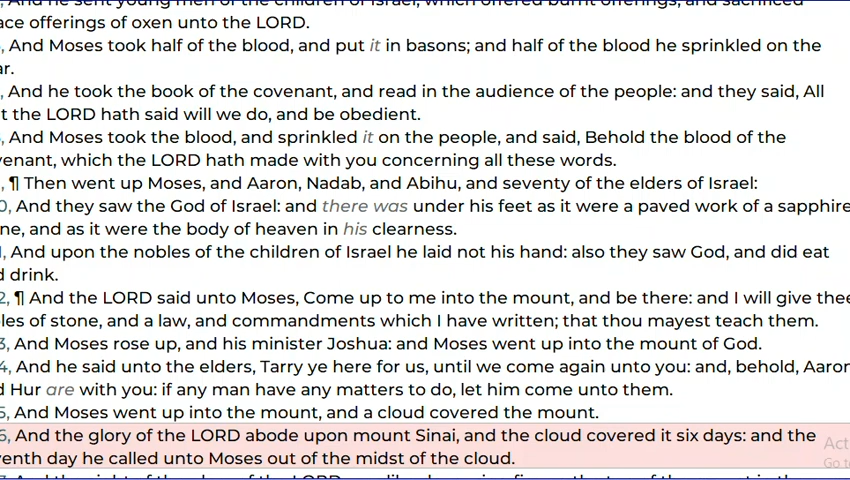 , And he sent young men of the children of Israel, which offered burnt offerings, and sacrificed
ace offerings of oxen unto the LORD.
, And Moses took half of the blood, and put it in basons; and half of the blood he sprinkled on the
ar.
, And he took the book of the covenant, and read in the audience of the people: and they said, All
t the LORD hath said will we do, and be obedient.
, And Moses took the blood, and sprinkled it on the people, and said, Behold the blood of the
venant, which the LORD hath made with you concerning all these words.
, ¶ Then went up Moses, and Aaron, Nadab, and Abihu, and seventy of the elders of Israel:
0, And they saw the God of Israel: and there was under his feet as it were a paved work of a sapphire
ne, and as it were the body of heaven in his clearness.
1, And upon the nobles of the children of Israel he laid not his hand: also they saw God, and did eat
d drink.
2, ¶ And the LORD said unto Moses, Come up to me into the mount, and be there: and I will give thee
les of stone, and a law, and commandments which I have written; that thou mayest teach them.
3, And Moses rose up, and his minister Joshua: and Moses went up into the mount of God.
4, And he said unto the elders, Tarry ye here for us, until we come again unto you: and, behold, Aaron
d Hur are with you: if any man have any matters to do, let him come unto them.
5, And Moses went up into the mount, and a cloud covered the mount.
6, And the glory of the LORD abode upon mount Sinai, and the cloud covered it six days: and the
venth day he called unto Moses out of the midst of the cloud.
Act
Go to